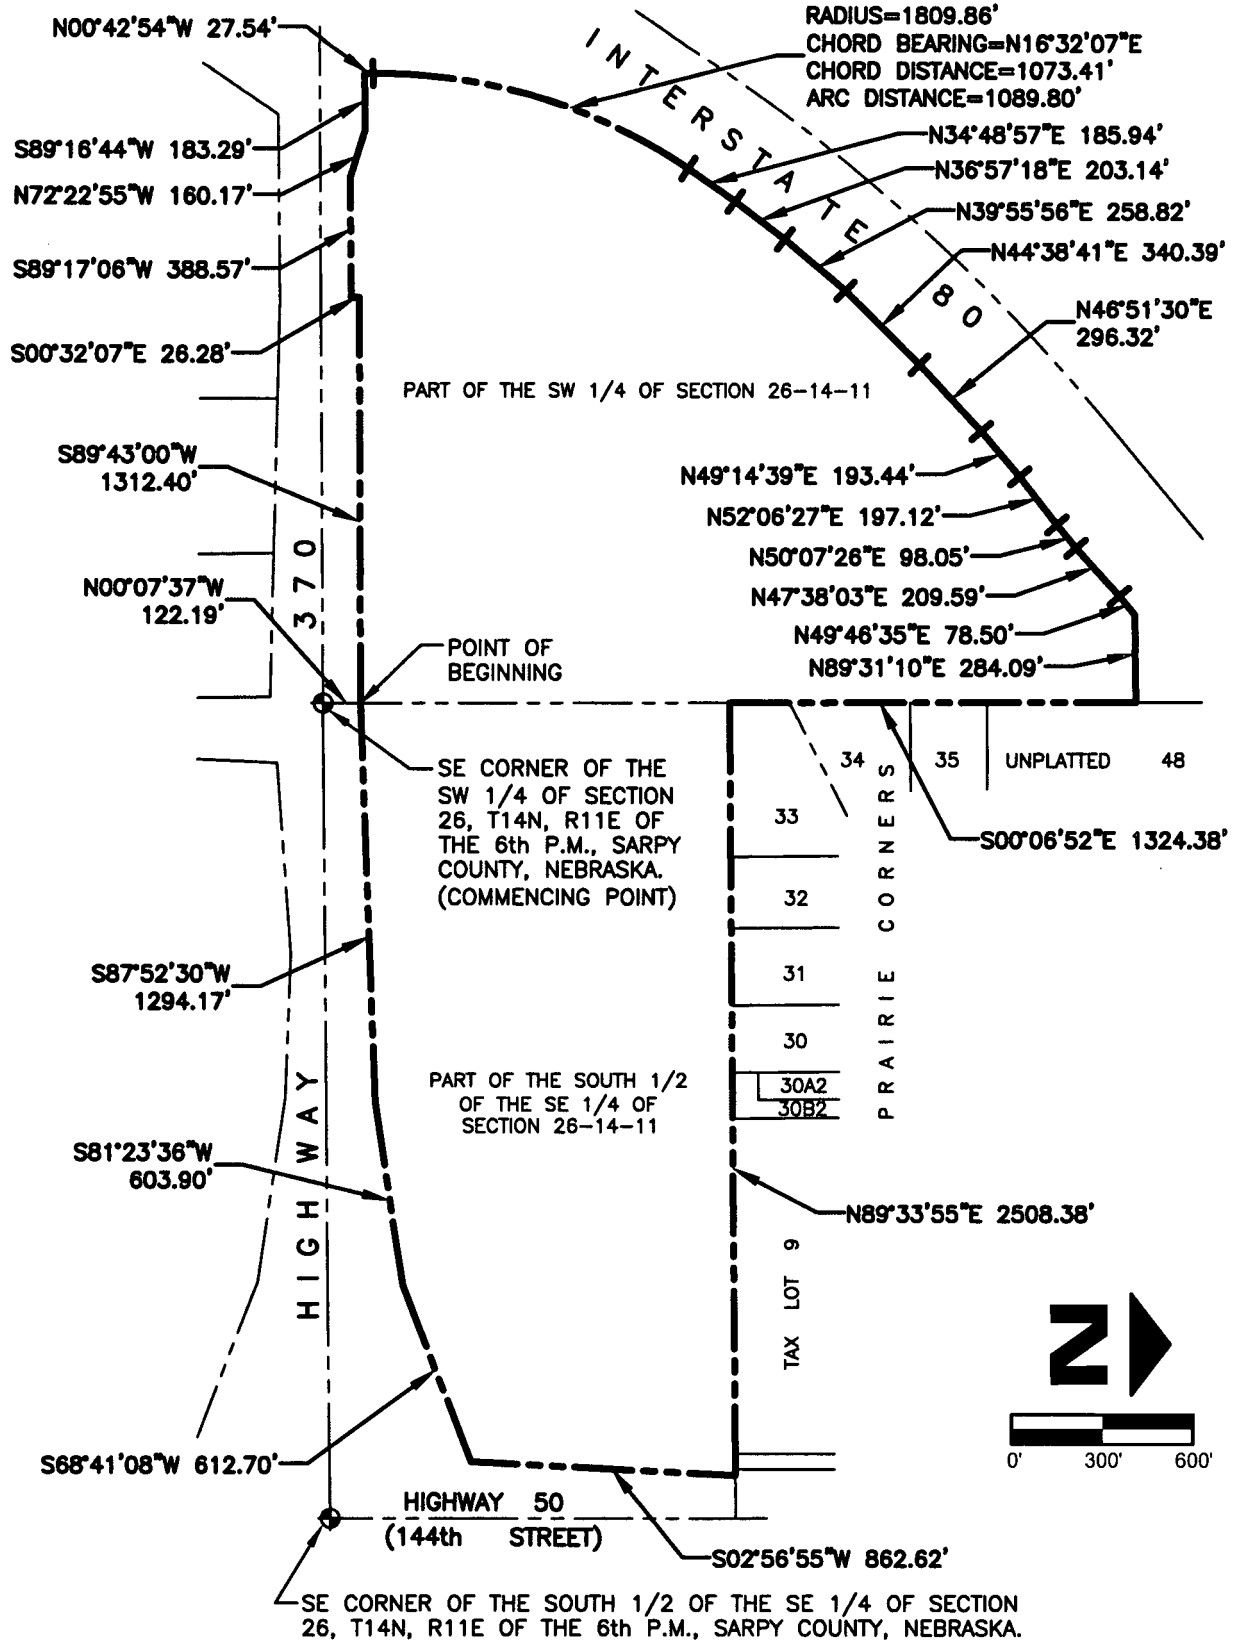 RADIUS=1809.86'
CHORD BEARING=N16°32'07"E
CHORD DISTANCE=1073.41'
ARC DISTANCE=1089.80'
N00°42'54"W 27.54'
S89°16'44"W 183.29'
N72°22'55"W 160.17'
S89°17'06"W 388.57'
S00°32'07"E 26.28'
S89°43'00"W
1312.40'
N00°07'37"W
122.19'
INTERSTATE 80
N34°48'57"E 185.94'
N36°57'18"E 203.14'
N39°55'56"E 258.82'
N44°38'41"E 340.39'
N46°51'30"E
296.32'
PART OF THE SW 1/4 OF SECTION 26-14-11
N49°14'39"E 193.44'
N52°06'27"E 197.12'
N50°07'26"E 98.05'
N47°38'03"E 209.59'
N49°46'35"E 78.50'
N89°31'10"E 284.09'
POINT OF
BEGINNING
HIGHWAY 370
SE CORNER OF THE
SW 1/4 OF SECTION
26, T14N, R11E OF
THE 6th P.M., SARPY
COUNTY, NEBRASKA.
(COMMENCING POINT)
34
35
UNPLATTED
48
33
32
31
30
30A2
30B2
PRAIRIE CORNERS
S00°06'52"E 1324.38'
S87°52'30"W
1294.17'
PART OF THE SOUTH 1/2
OF THE SE 1/4 OF
SECTION 26-14-11
S81°23'36"W
603.90'
N89°33'55"E 2508.38'
TAX LOT 9
N
0' 300' 600'
S68°41'08"W 612.70'
HIGHWAY 50
(144th STREET)
S02°56'55"W 862.62'
SE CORNER OF THE SOUTH 1/2 OF THE SE 1/4 OF SECTION
26, T14N, R11E OF THE 6th P.M., SARPY COUNTY, NEBRASKA.